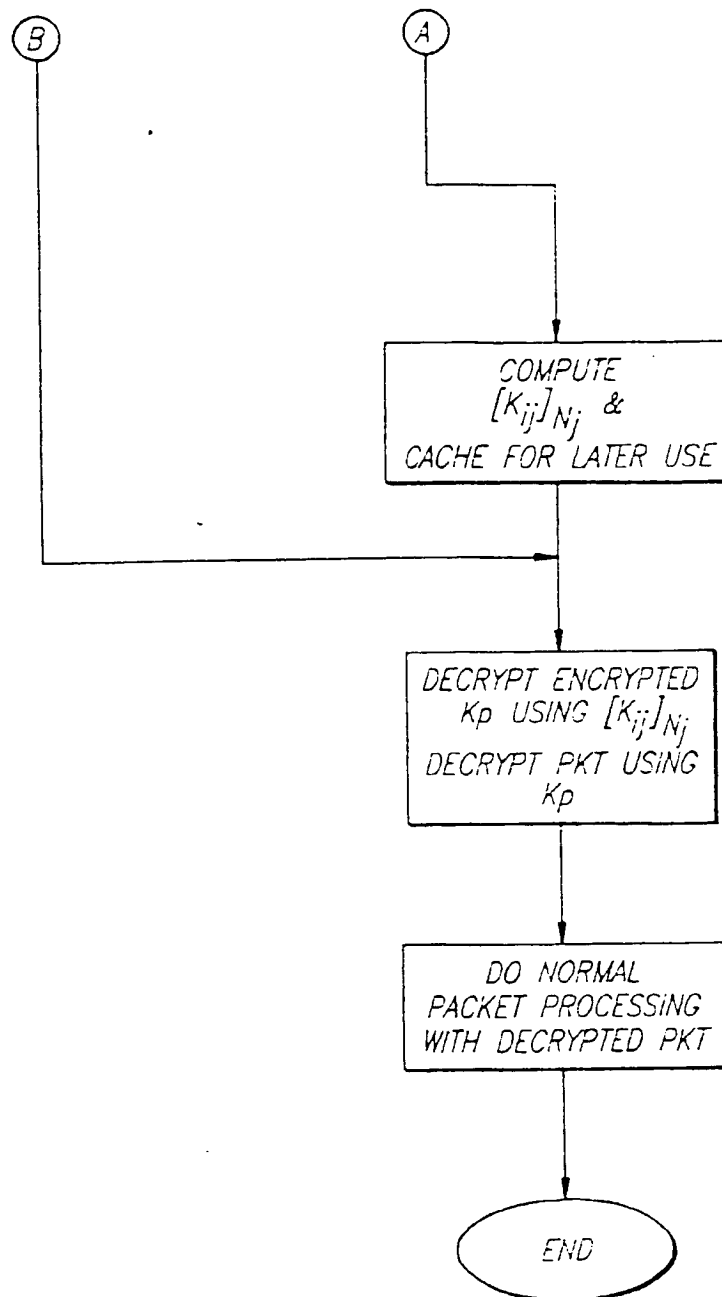 B
A
COMPUTE
[Kij]Nj &
CACHE FOR LATER USE
DECRYPT ENCRYPTED
Kp USING [Kij]Nj
DECRYPT PKT USING
Kp
DO NORMAL
PACKET PROCESSING
WITH DECRYPTED PKT
END